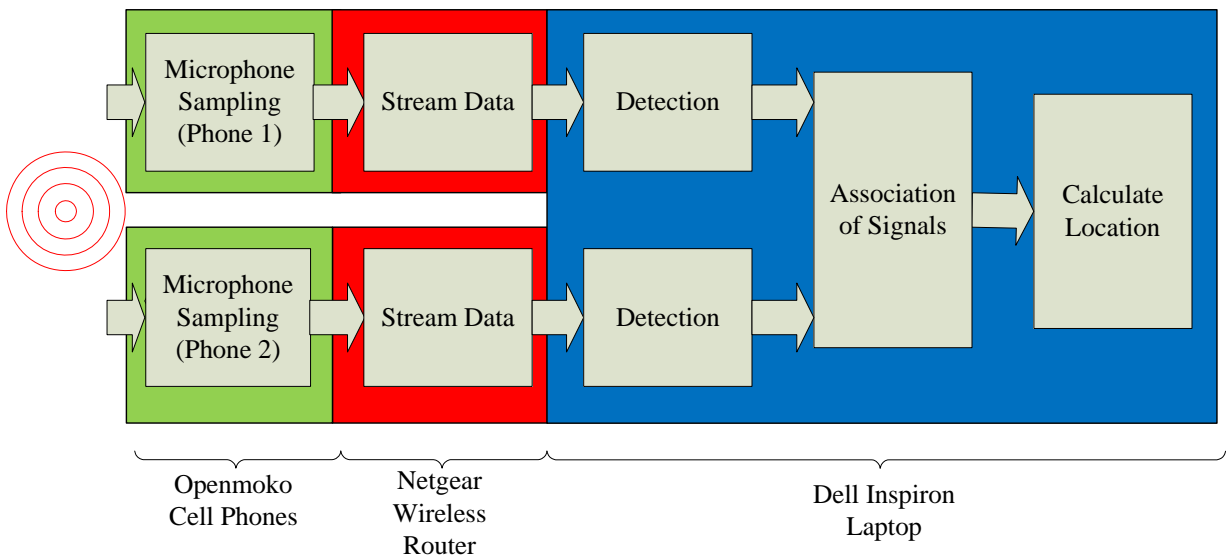 Microphone
Sampling
(Phone 1)
Stream Data
Detection
Association
of Signals
Calculate
Location
Microphone
Sampling
(Phone 2)
Stream Data
Detection
Openmoko
Cell Phones
Netgear
Wireless
Router
Dell Inspiron
Laptop